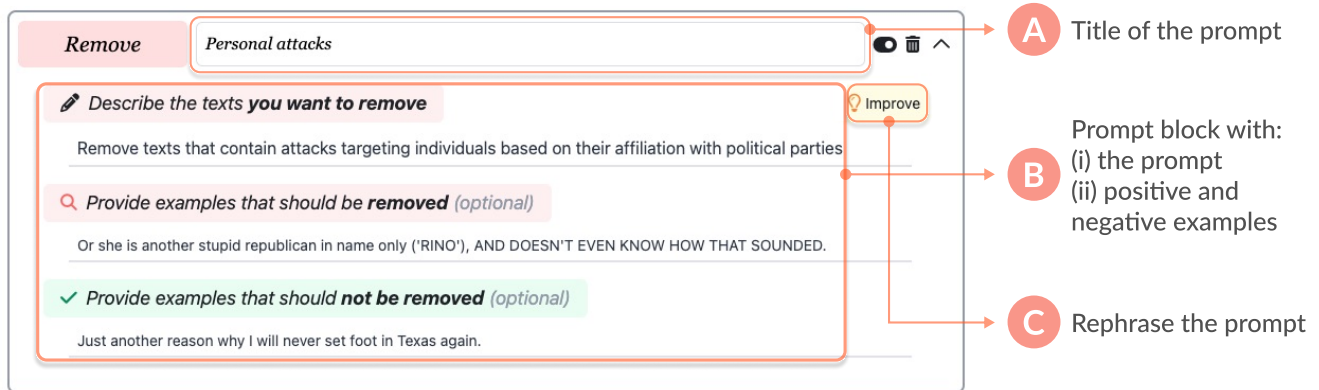 Remove
Personal attacks
A
Title of the prompt
Describe the texts you want to remove
Improve
Remove texts that contain attacks targeting individuals based on their affiliation with political parties
Prompt block with:
(i) the prompt
B
(ii) positive and
negative examples
Provide examples that should be removed (optional)
Or she is another stupid republican in name only ('RINO'), AND DOESN'T EVEN KNOW HOW THAT SOUNDED.
Provide examples that should not be removed (optional)
Just another reason why I will never set foot in Texas again.
C
Rephrase the prompt